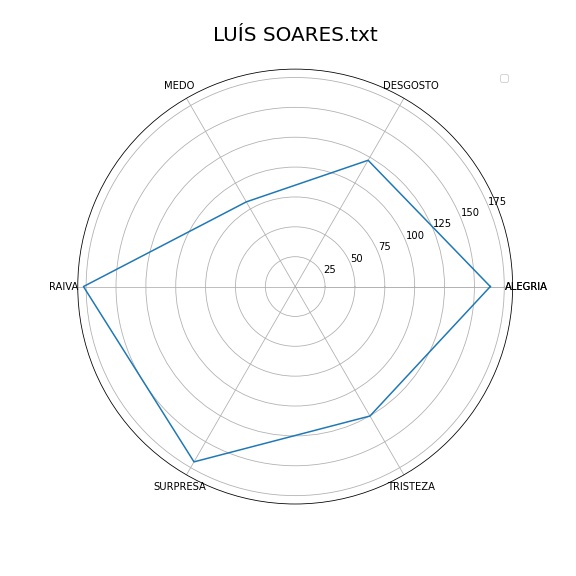 LUÍS SOARES.txt
MEDO
DESGOSTO
175
150
125
100
75
50
25
RAIVA
ALEGRIA
SURPRESA
TRISTEZA